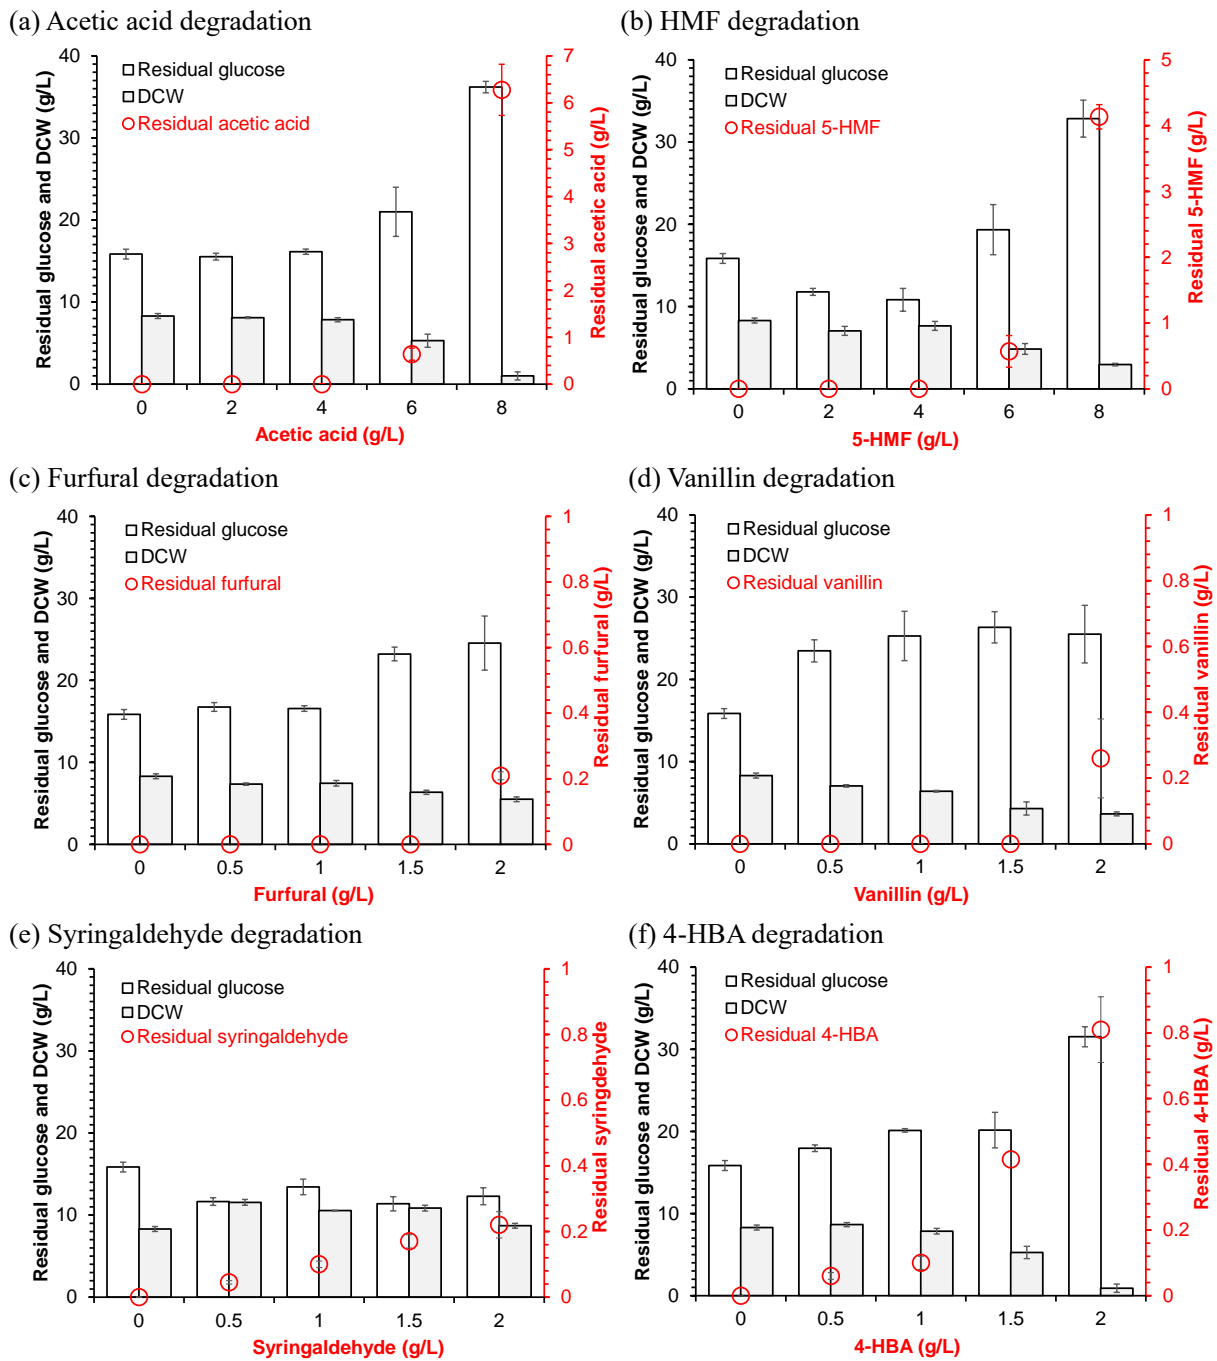 (a) Acetic acid degradation
Residual glucose and DCW (g/L)
40
30
20
10
0
Residual glucose
DCW
Residual acetic acid
7
6
5
4
3
2
1
0
Residual acetic acid (g/L)
0 2 4 6 8
Acetic acid (g/L)
(b) HMF degradation
Residual glucose and DCW (g/L)
40
30
20
10
0
Residual glucose
DCW
Residual 5-HMF
5
4
3
2
1
0
Residual 5-HMF (g/L)
0 2 4 6 8
5-HMF (g/L)
(c) Furfural degradation
Residual glucose and DCW (g/L)
40
30
20
10
0
Residual glucose
DCW
Residual furfural
1
0.8
0.6
0.4
0.2
0
Residual furfural (g/L)
0 0.5 1 1.5 2
Furfural (g/L)
(d) Vanillin degradation
Residual glucose and DCW (g/L)
40
30
20
10
0
Residual glucose
DCW
Residual vanillin
1
0.8
0.6
0.4
0.2
0
Residual vanillin (g/L)
0 0.5 1 1.5 2
Vanillin (g/L)
(e) Syringaldehyde degradation
Residual glucose and DCW (g/L)
40
30
20
10
0
Residual glucose
DCW
Residual syringaldehyde
1
0.8
0.6
0.4
0.2
0
Residual syringdehyde
0 0.5 1 1.5 2
Syringaldehyde (g/L)
(f) 4-HBA degradation
Residual glucose and DCW (g/L)
40
30
20
10
0
Residual glucose
DCW
Residual 4-HBA
1
0.8
0.6
0.4
0.2
0
Residual 4-HBA (g/L)
0 0.5 1 1.5 2
4-HBA (g/L)